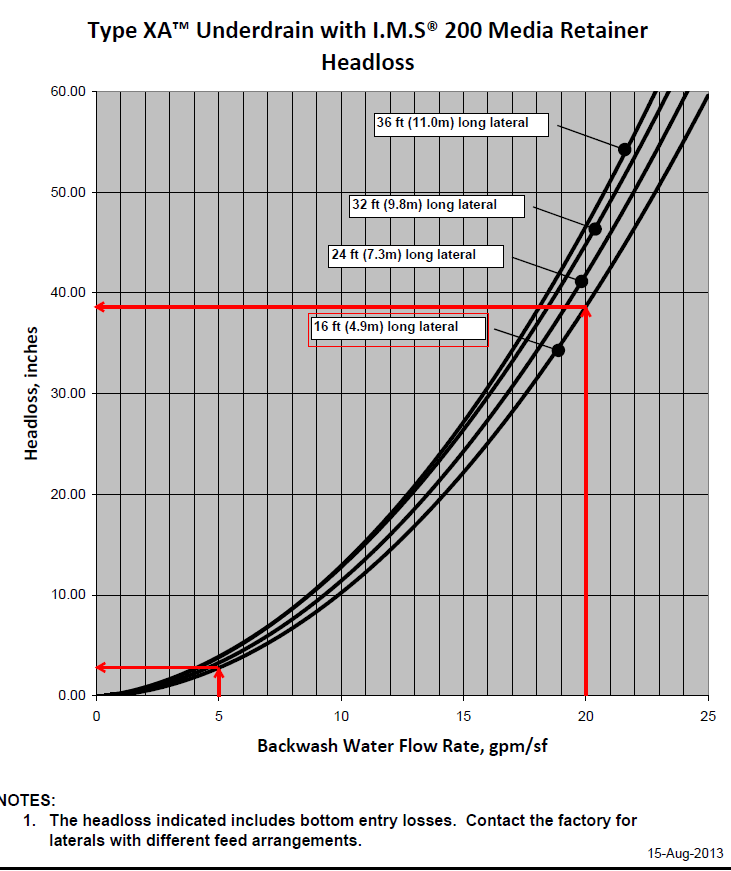 Type XA™ Underdrain with I.M.S® 200 Media Retainer
Headloss
60.00
50.00
40.00
30.00
20.00
10.00
0.00
Headloss, inches
36 ft (11.0m) long lateral
32 ft (9.8m) long lateral
24 ft (7.3m) long lateral
16 ft (4.9m) long lateral
0 5 10 15 20 25
Backwash Water Flow Rate, gpm/sf
NOTES:
1. The headloss indicated includes bottom entry losses. Contact the factory for
laterals with different feed arrangements.
15-Aug-2013